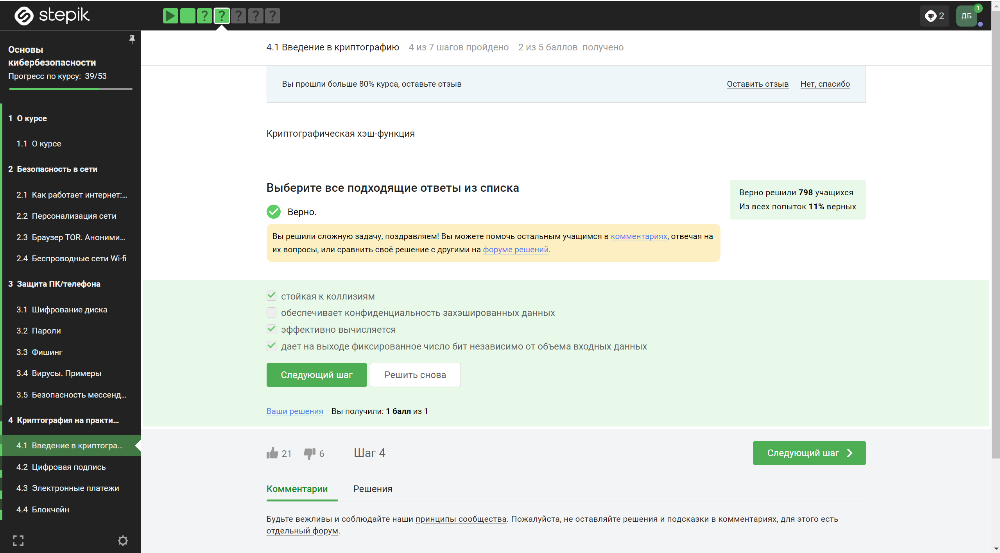 stepik
? ? ? ? ?
2
ДБ
1
Основы
кибербезопасности
Прогресс по курсу: 39/53
1 О курсе
1.1 О курсе
2 Безопасность в сети
2.1 Как работает интернет:...
2.2 Персонализация сети
2.3 Браузер TOR. Аноними...
2.4 Беспроводные сети Wi-fi
3 Защита ПК/телефона
3.1 Шифрование диска
3.2 Пароли
3.3 Фишинг
3.4 Вирусы. Примеры
3.5 Безопасность мессенд...
4 Криптография на практи...
4.1 Введение в криптогра...
4.2 Цифровая подпись
4.3 Электронные платежи
4.4 Блокчейн
4.1 Введение в криптографию 4 из 7 шагов пройдено 2 из 5 баллов получено
Вы прошли больше 80% курса, оставьте отзыв Оставить отзыв Нет, спасибо
Криптографическая хэш-функция
Выберите все подходящие ответы из списка
Верно решили 798 учащихся
Из всех попыток 11% верных
Верно.
Вы решили сложную задачу, поздравляем! Вы можете помочь остальным учащимся в комментариях, отвечая на
их вопросы, или сравнить своё решение с другими на форуме решений.
стойкая к коллизиям
обеспечивает конфиденциальность захэшированных данных
эффективно вычисляется
дает на выходе фиксированное число бит независимо от объема входных данных
Следующий шаг Решить снова
Ваши решения Вы получили: 1 балл из 1
21 6 Шаг 4 Следующий шаг
Комментарии Решения
Будьте вежливы и соблюдайте наши принципы сообщества. Пожалуйста, не оставляйте решения и подсказки в комментариях, для этого есть
отдельный форум.